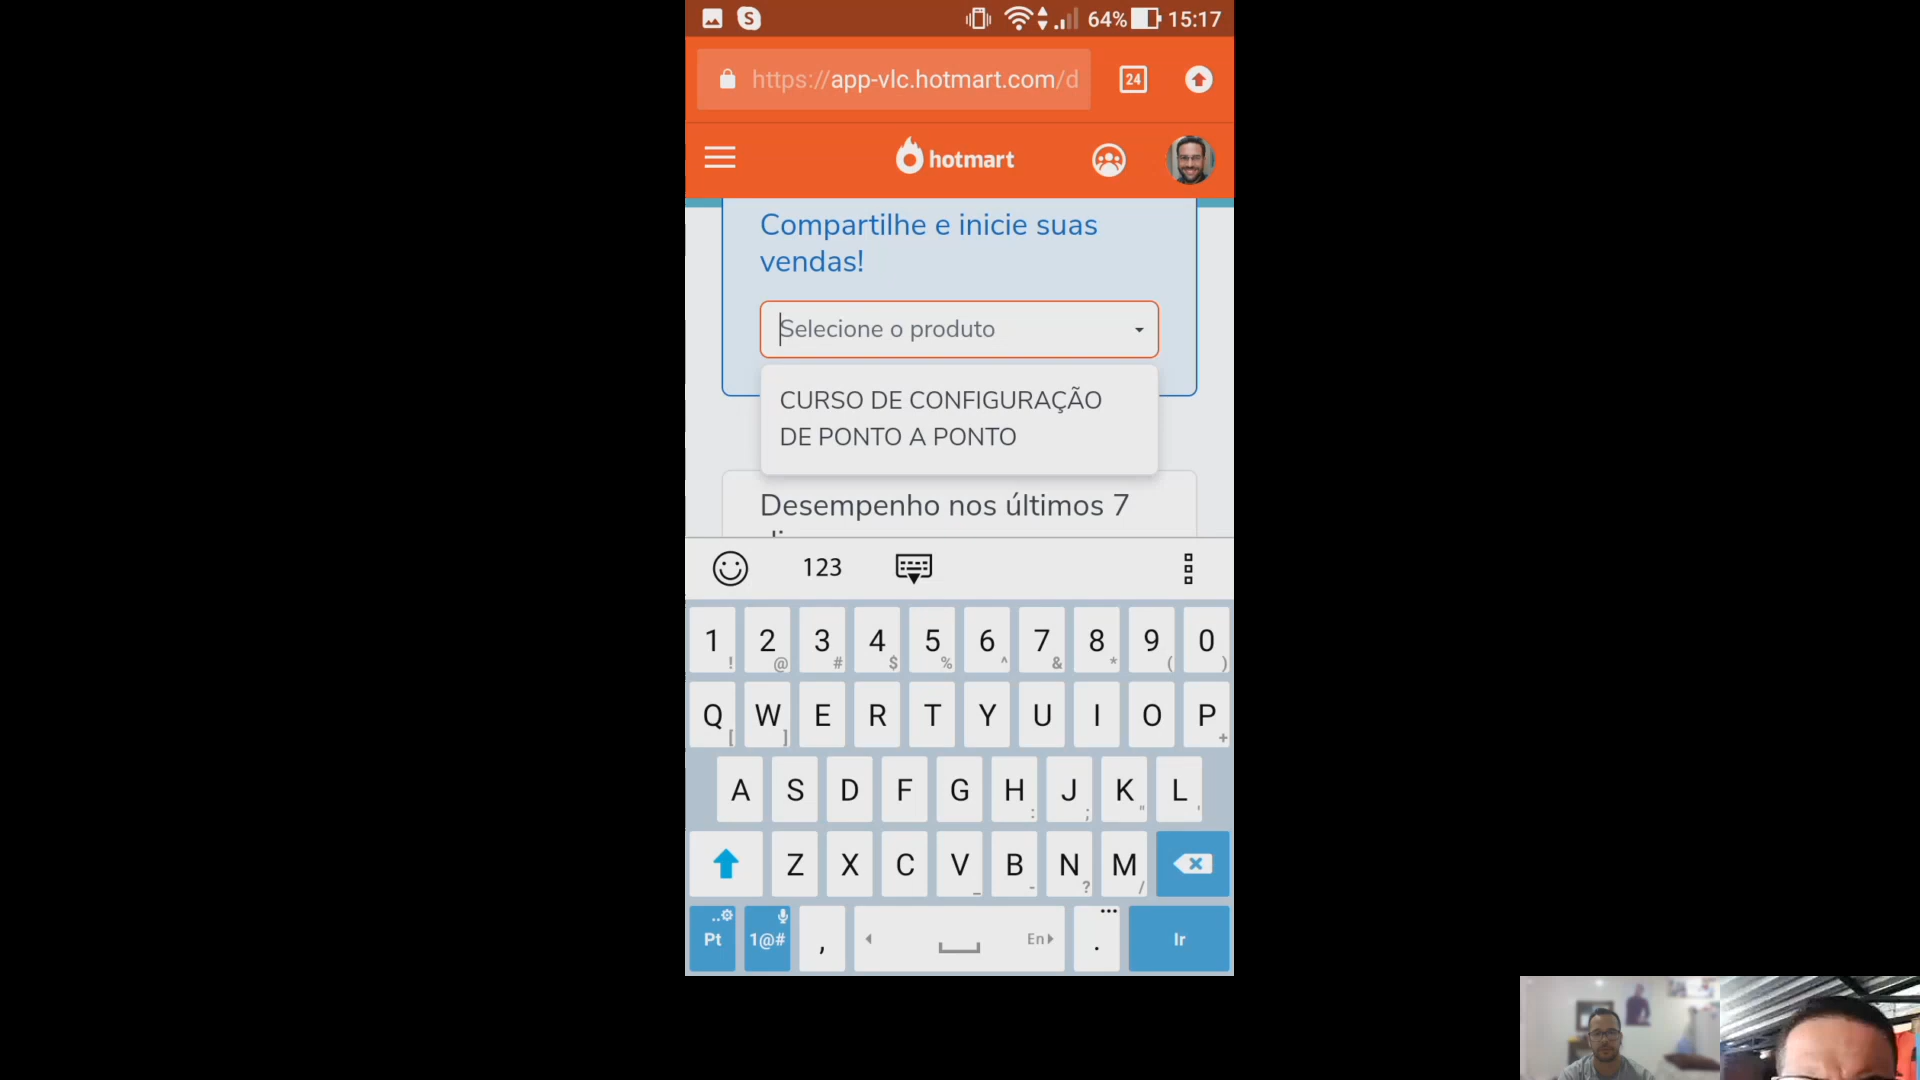 S 64% 15:17
https://app-vlc.hotmart.com/d 24
hotmart
Compartilhe e inicie suas
vendas!
Selecione o produto
CURSO DE CONFIGURAÇÃO
DE PONTO A PONTO
Desempenho nos últimos 7
123
1 ! 2 @ 3 # 4 $ 5 % 6 ^ 7 & 8 * 9 ( 0 )
Q [ W ] E R T Y U I O P +
A S D F G H : J ; K " L '
Z X C V _ B - N ? M /
Pt 1@# , En . Ir